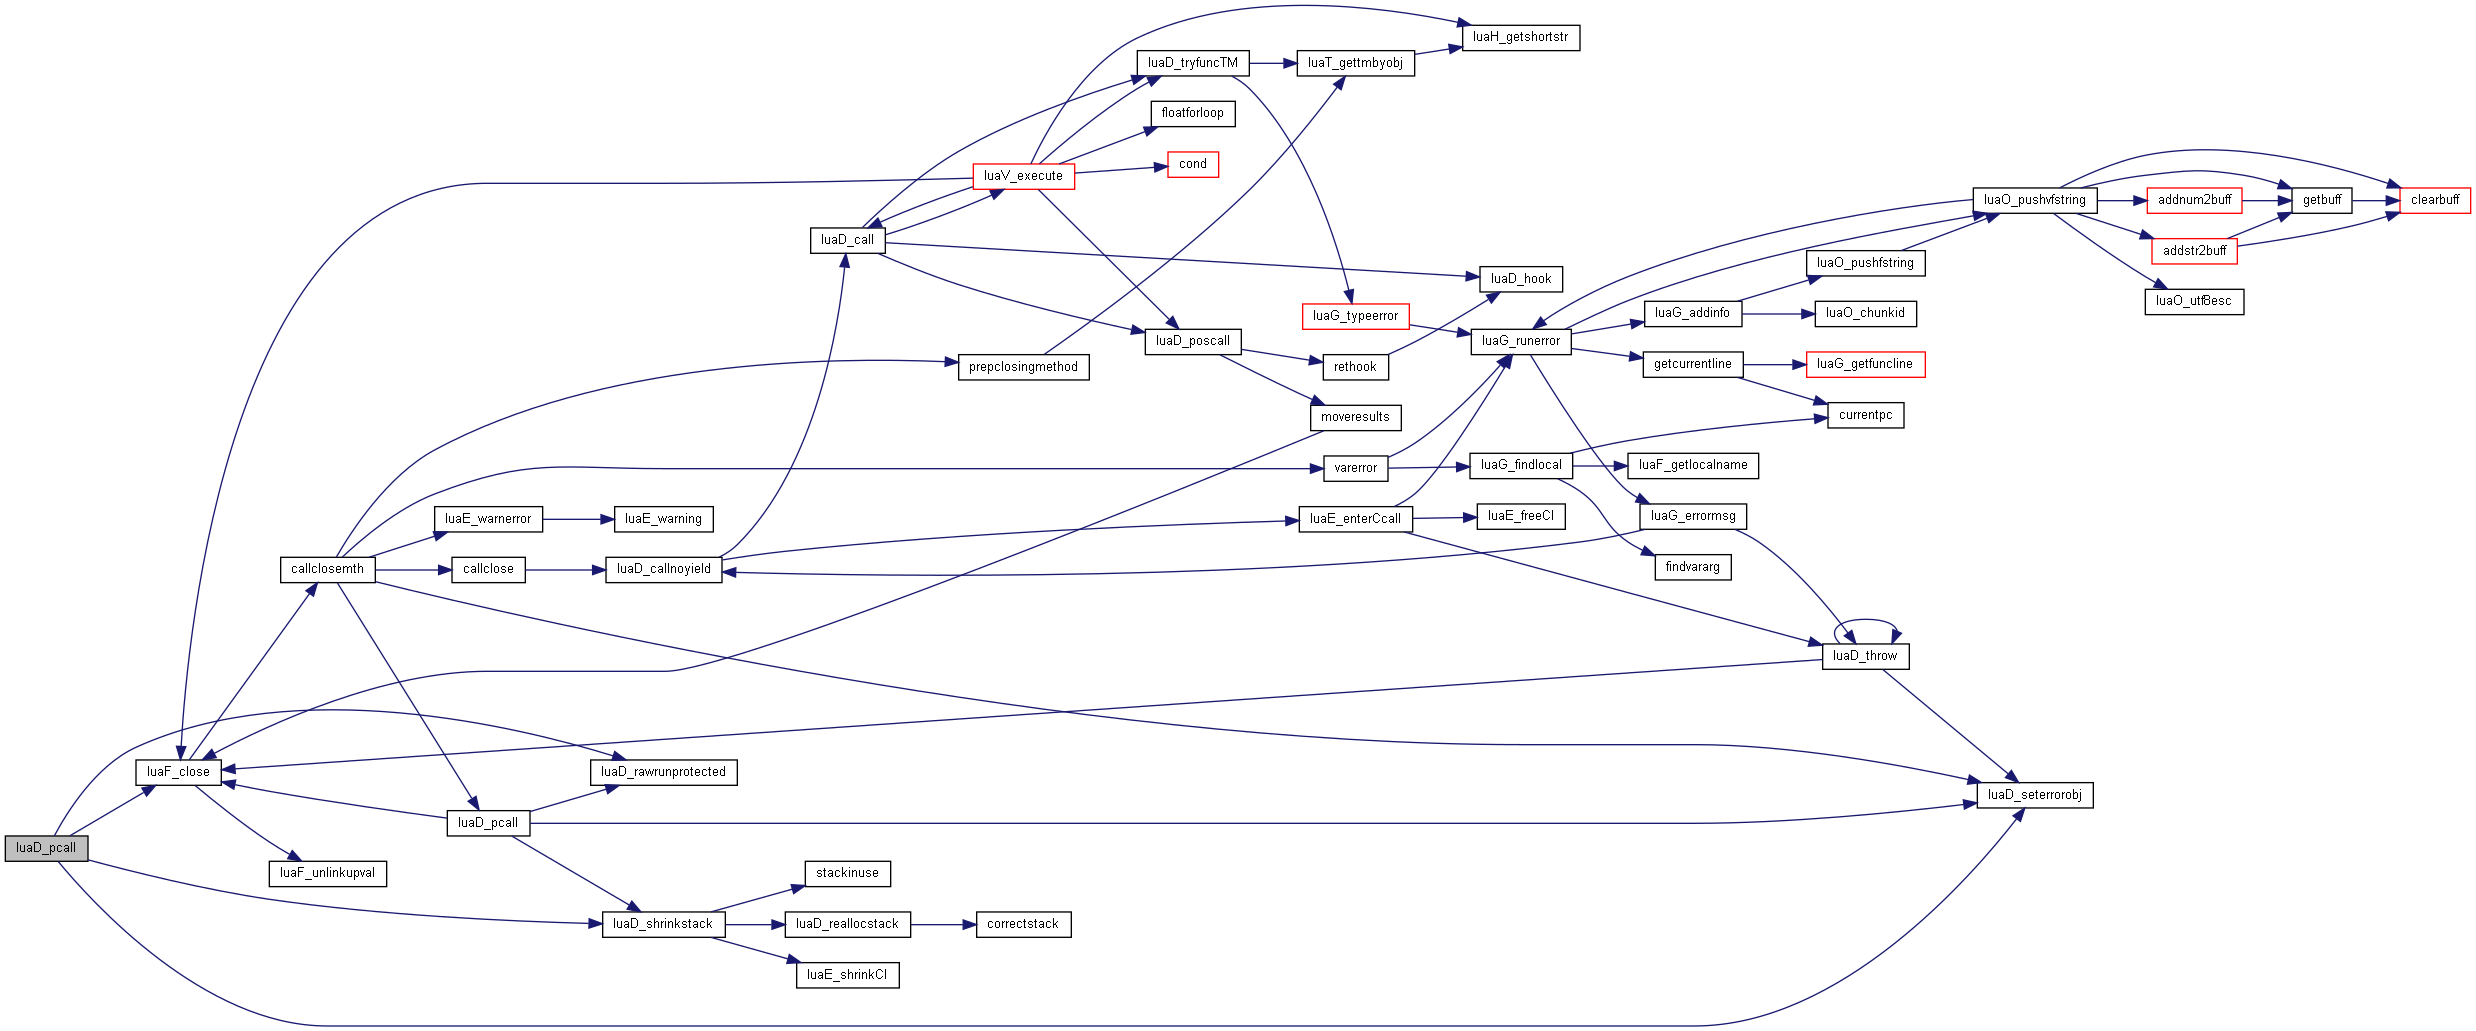 luaH_getshortstr
luaD_tryfuncTM
luaT_gettmbyobj
floatforloop
cond
luaV_execute
luaO_pushvfstring
addnum2buff
getbuff
clearbuff
luaD_call
addstr2buff
luaO_pushfstring
luaD_hook
luaO_utf8esc
luaG_typeerror
luaG_addinfo
luaO_chunkid
luaD_poscall
luaG_runerror
prepclosingmethod
rethook
getcurrentline
luaG_getfuncline
moveresults
currentpc
varerror
luaG_findlocal
luaF_getlocalname
luaE_warnerror
luaE_warning
luaE_enterCcall
luaE_freeCI
luaG_errormsg
callclosemth
callclose
luaD_callnoyield
findvararg
luaD_throw
luaF_close
luaD_rawrunprotected
luaD_seterrorobj
luaD_pcall
luaD_pcall
luaF_unlinkupval
stackinuse
luaD_shrinkstack
luaD_reallocstack
correctstack
luaE_shrinkCI